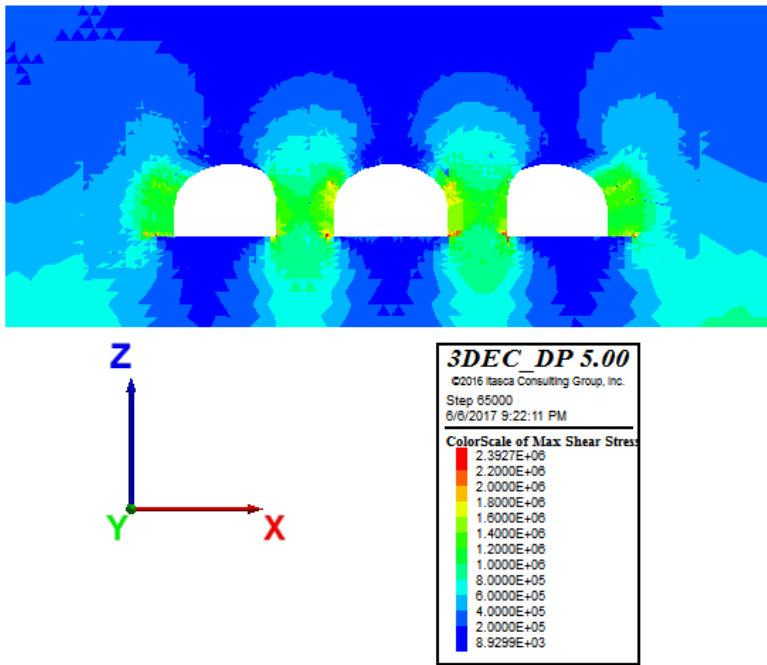 Z
Y
X
3DEC_DP 5.00
©2016 Itasca Consulting Group, Inc.
Step 65000
6/6/2017 9:22:11 PM
ColorScale of Max Shear Stress
2.3927E+06
2.2000E+06
2.0000E+06
1.8000E+06
1.6000E+06
1.4000E+06
1.2000E+06
1.0000E+06
8.0000E+05
6.0000E+05
4.0000E+05
2.0000E+05
8.9299E+03